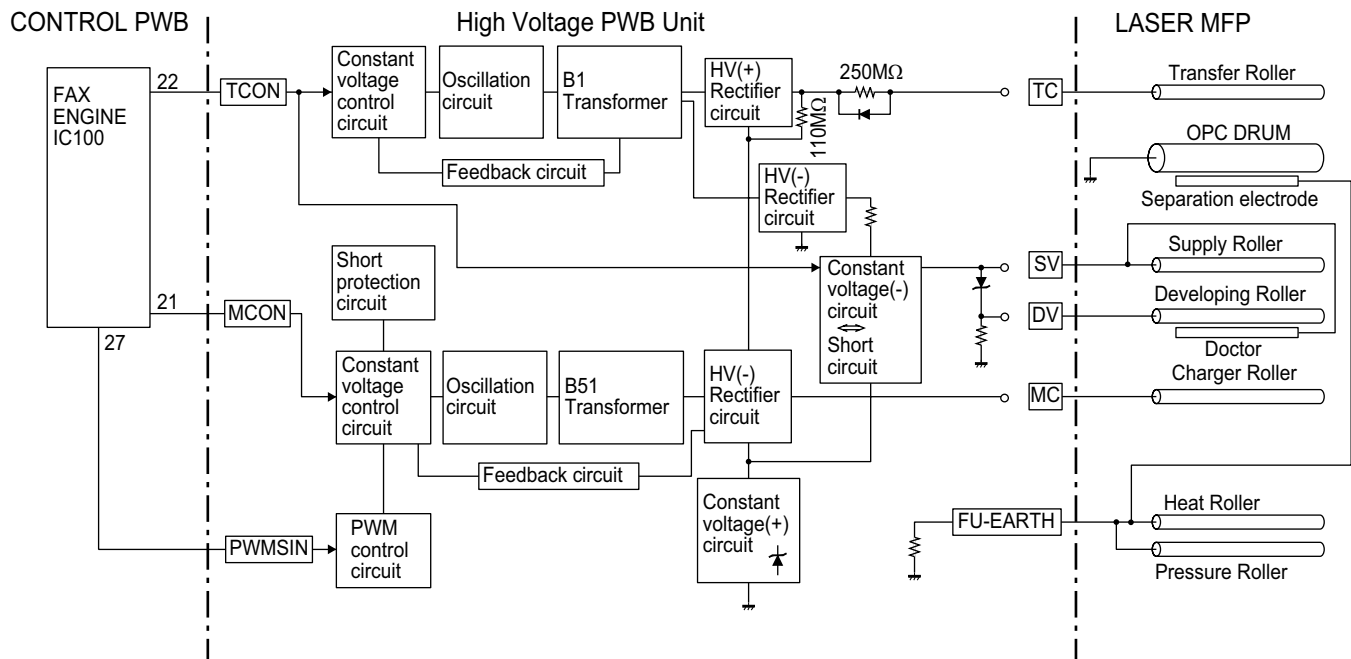 CONTROL PWB
High Voltage PWB Unit
LASER MFP
FAX
ENGINE
IC100
22
21
27
TCON
MCON
PWMSIN
Constant
voltage
control
circuit
Oscillation
circuit
B1
Transformer
Feedback circuit
HV(+)
Rectifier
circuit
110MΩ
250MΩ
HV(-)
Rectifier
circuit
Short
protection
circuit
Constant
voltage(-)
circuit
Short
circuit
Constant
voltage
control
circuit
Oscillation
circuit
B51
Transformer
HV(-)
Rectifier
circuit
Feedback circuit
PWM
control
circuit
Constant
voltage(+)
circuit
TC
SV
DV
MC
FU-EARTH
Transfer Roller
OPC DRUM
Separation electrode
Supply Roller
Developing Roller
Doctor
Charger Roller
Heat Roller
Pressure Roller